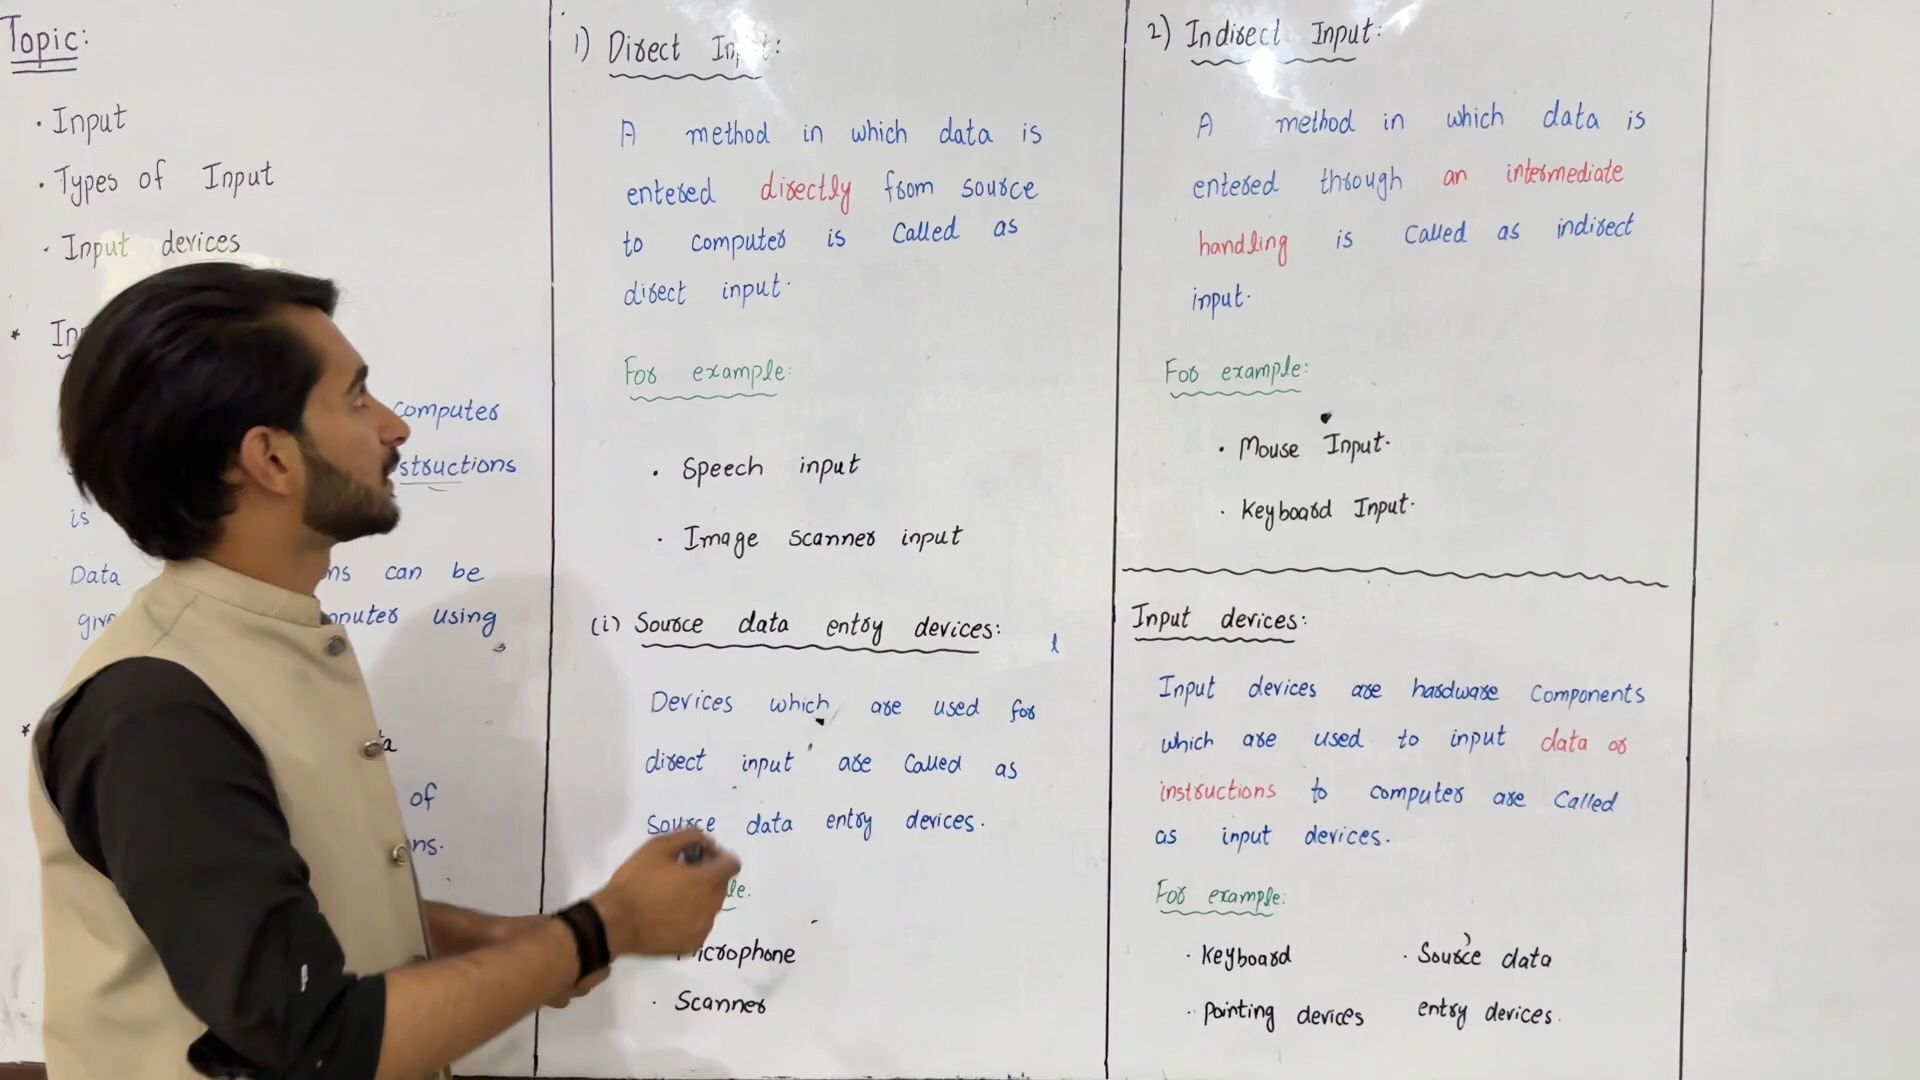 Topic:
· Input
· Types of Input
· Input devices
*
computer
is
Data can be
using
*
of
1) Direct Input:
A method in which data is
entered directly from source
to computer is called as
direct input.
For example:
· Speech input
· Image scanner input
(i) Source data entry devices:
Devices which are used for
direct input are called as
source data entry devices.
· Scanner
2) Indirect Input:
A method in which data is
entered through an intermediate
handling is called as indirect
input.
For example:
· Mouse Input.
· Keyboard Input.
Input devices:
Input devices are hardware components
which are used to input data or
instructions to computer are called
as input devices.
For example:
· Keyboard
· Pointing devices
· Source data
entry devices.